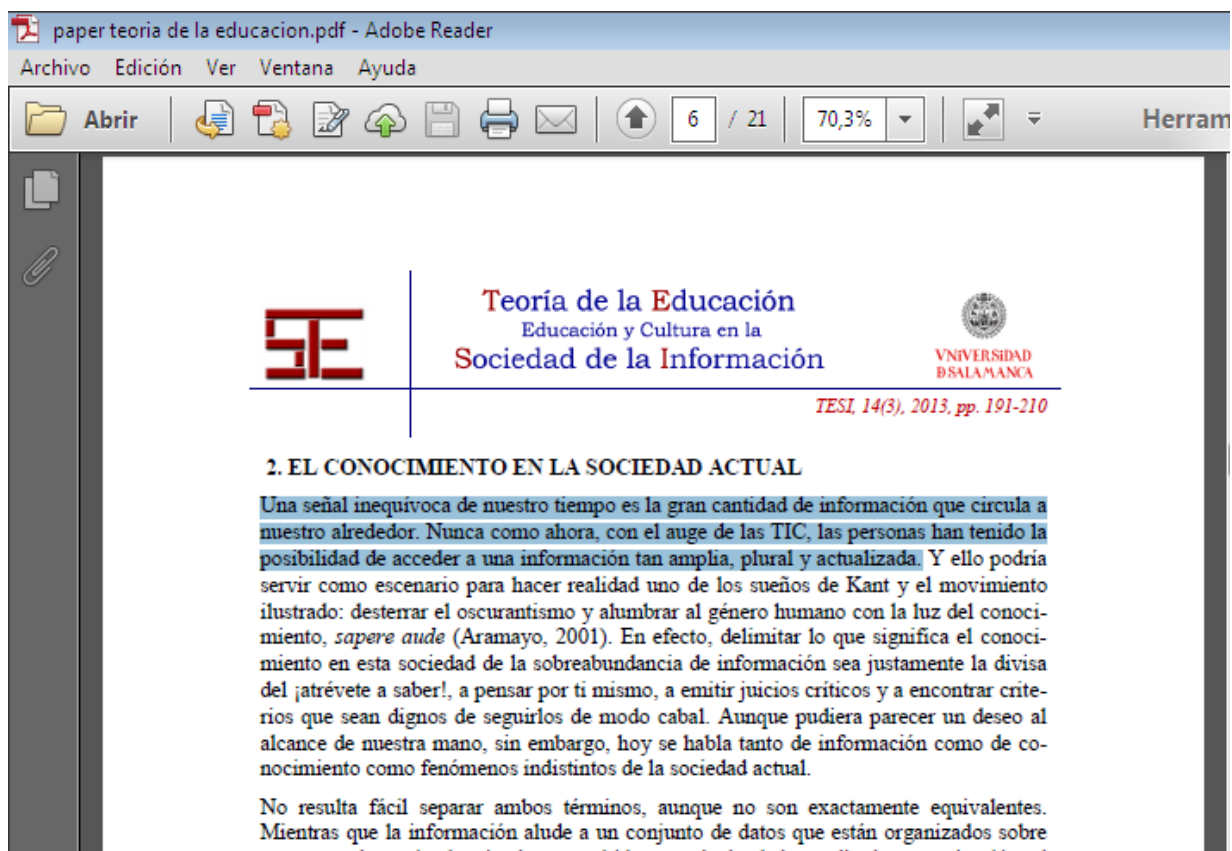 paper teoria de la educacion.pdf - Adobe Reader
Archivo Edición Ver Ventana Ayuda
Abrir 6 / 21 70,3% Herram
Teoría de la Educación
Educación y Cultura en la
Sociedad de la Información
VNiVERSiDAD
D SALAMANCA
TESI, 14(3), 2013, pp. 191-210
2. EL CONOCIMIENTO EN LA SOCIEDAD ACTUAL
Una señal inequívoca de nuestro tiempo es la gran cantidad de información que circula a
nuestro alrededor. Nunca como ahora, con el auge de las TIC, las personas han tenido la
posibilidad de acceder a una información tan amplia, plural y actualizada. Y ello podría
servir como escenario para hacer realidad uno de los sueños de Kant y el movimiento
ilustrado: desterrar el oscurantismo y alumbrar al género humano con la luz del conoci-
miento, sapere aude (Aramayo, 2001). En efecto, delimitar lo que significa el conoci-
miento en esta sociedad de la sobreabundancia de información sea justamente la divisa
del ¡atrévete a saber!, a pensar por ti mismo, a emitir juicios críticos y a encontrar crite-
rios que sean dignos de seguirlos de modo cabal. Aunque pudiera parecer un deseo al
alcance de nuestra mano, sin embargo, hoy se habla tanto de información como de co-
nocimiento como fenómenos indistintos de la sociedad actual.
No resulta fácil separar ambos términos, aunque no son exactamente equivalentes.
Mientras que la información alude a un conjunto de datos que están organizados sobre